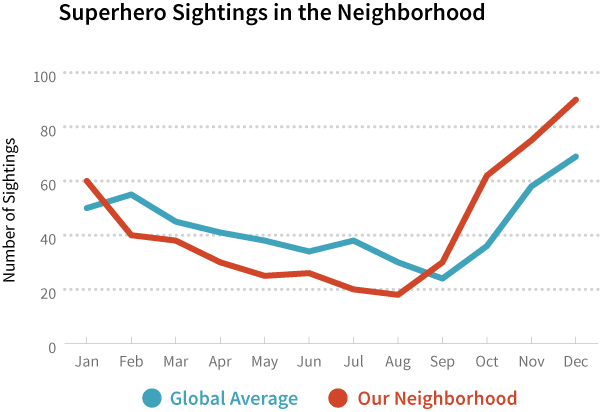 Superhero Sightings in the Neighborhood
Number of Sightings
100
80
60
40
20
0
Jan Feb Mar Apr May Jun Jul Aug Sep Oct Nov Dec
Global Average Our Neighborhood